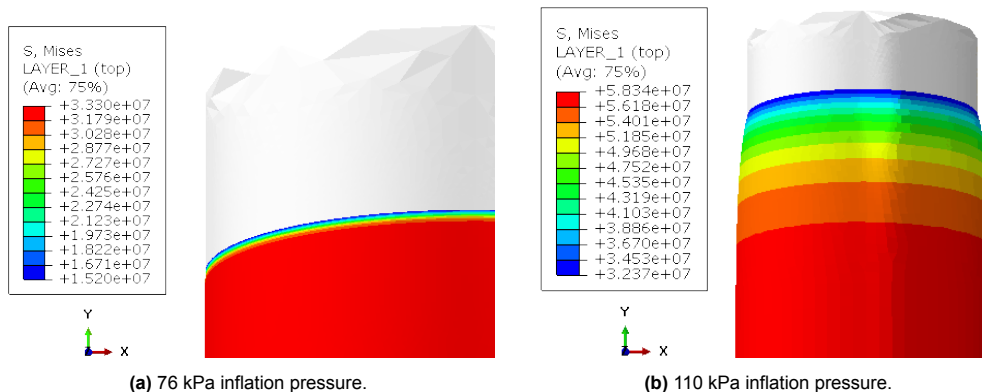 S, Mises
LAYER_1 (top)
(Avg: 75%)
+3.330e+07
+3.179e+07
+3.028e+07
+2.877e+07
+2.727e+07
+2.576e+07
+2.425e+07
+2.274e+07
+2.123e+07
+1.973e+07
+1.822e+07
+1.671e+07
+1.520e+07
Y
X
(a) 76 kPa inflation pressure.
S, Mises
LAYER_1 (top)
(Avg: 75%)
+5.834e+07
+5.618e+07
+5.401e+07
+5.185e+07
+4.968e+07
+4.752e+07
+4.535e+07
+4.319e+07
+4.103e+07
+3.886e+07
+3.670e+07
+3.453e+07
+3.237e+07
Y
X
(b) 110 kPa inflation pressure.